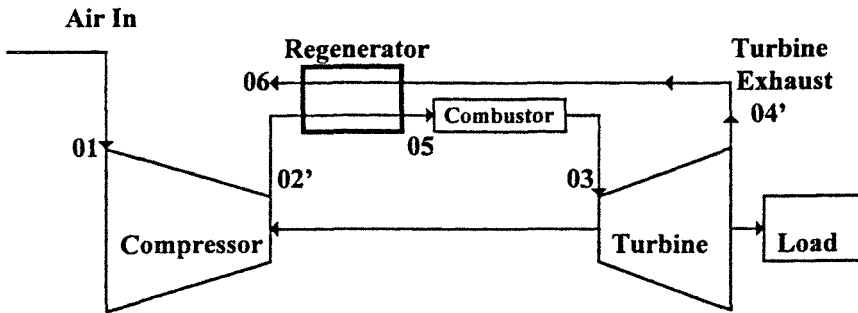 Air In
Regenerator
Turbine
Exhaust
06
04'
Combustor
01
05
02'
03
Compressor
Turbine
Load